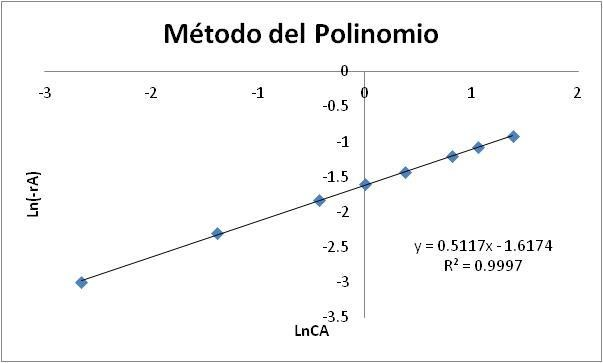 Método del Polinomio
0
-3
-2
-1
0
1
2
-0.5
-1
-1.5
-2
-2.5
-3
-3.5
Ln(-rA)
y = 0.5117x - 1.6174
R² = 0.9997
LnCA